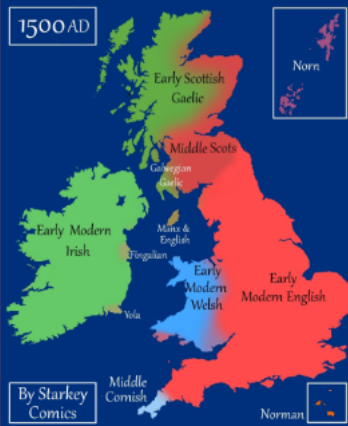 1500 AD
Norn
Early Scottish
Gaelic
Middle Scots
Galwegian
Gaelic
Manx &
English
Early Modern
Irish
Fingalian
Yola
Early
Modern
Welsh
Early
Modern English
Middle
Cornish
By Starkey
Comics
Norman